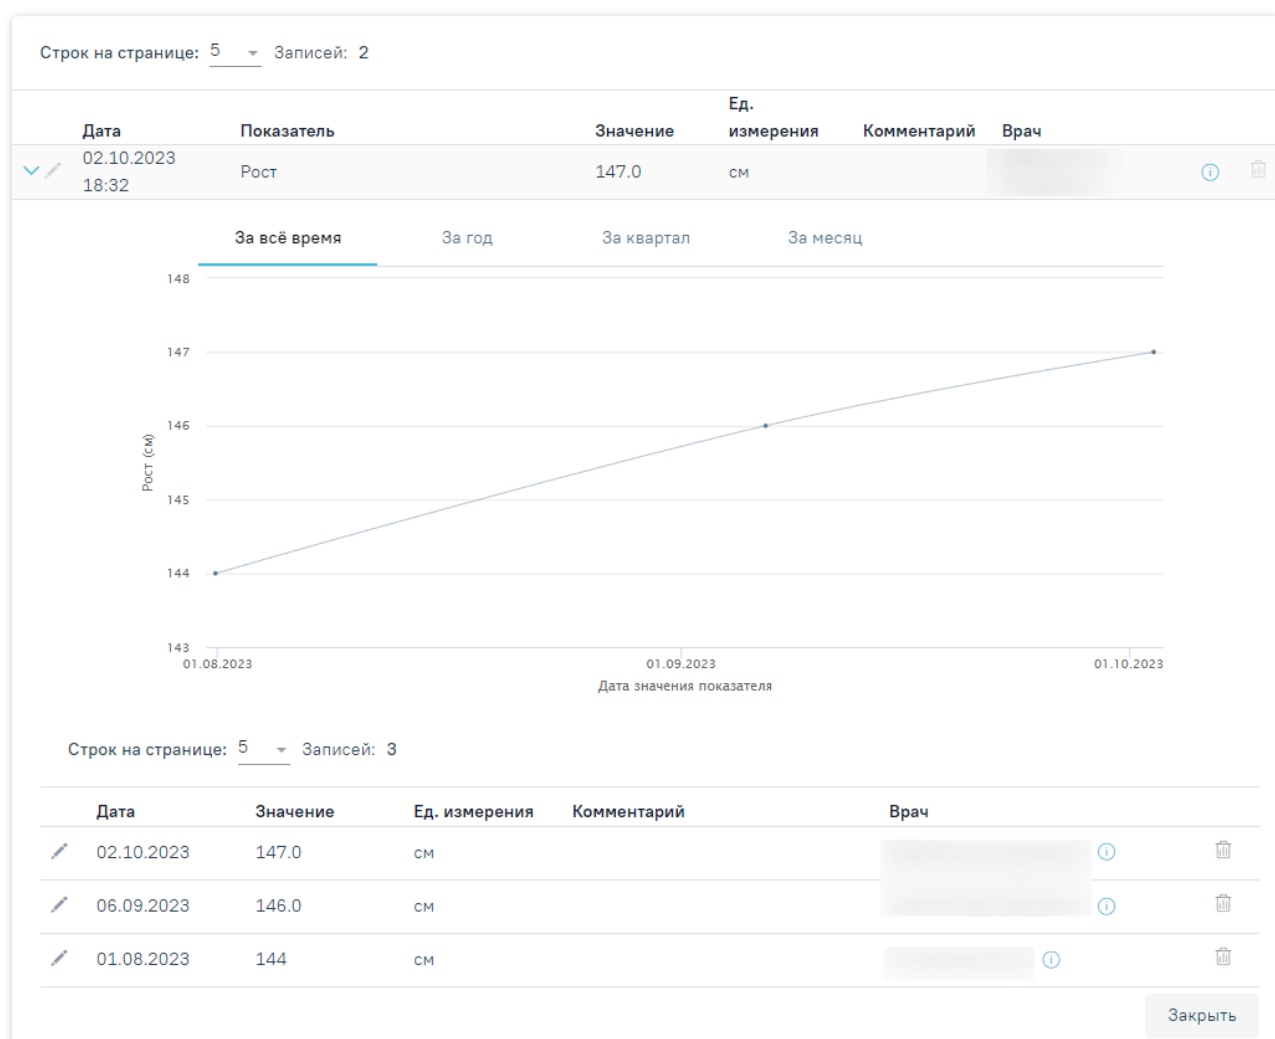 Строк на странице: 5 Записей: 2
Дата Показатель Значение Ед. измерения Комментарий Врач
02.10.2023 18:32 Рост 147.0 см
За всё время За год За квартал За месяц
148
147
146
145
144
143
Рост (см)
01.08.2023 01.09.2023 01.10.2023
Дата значения показателя
Строк на странице: 5 Записей: 3
Дата Значение Ед. измерения Комментарий Врач
02.10.2023 147.0 см
06.09.2023 146.0 см
01.08.2023 144 см
Закрыть